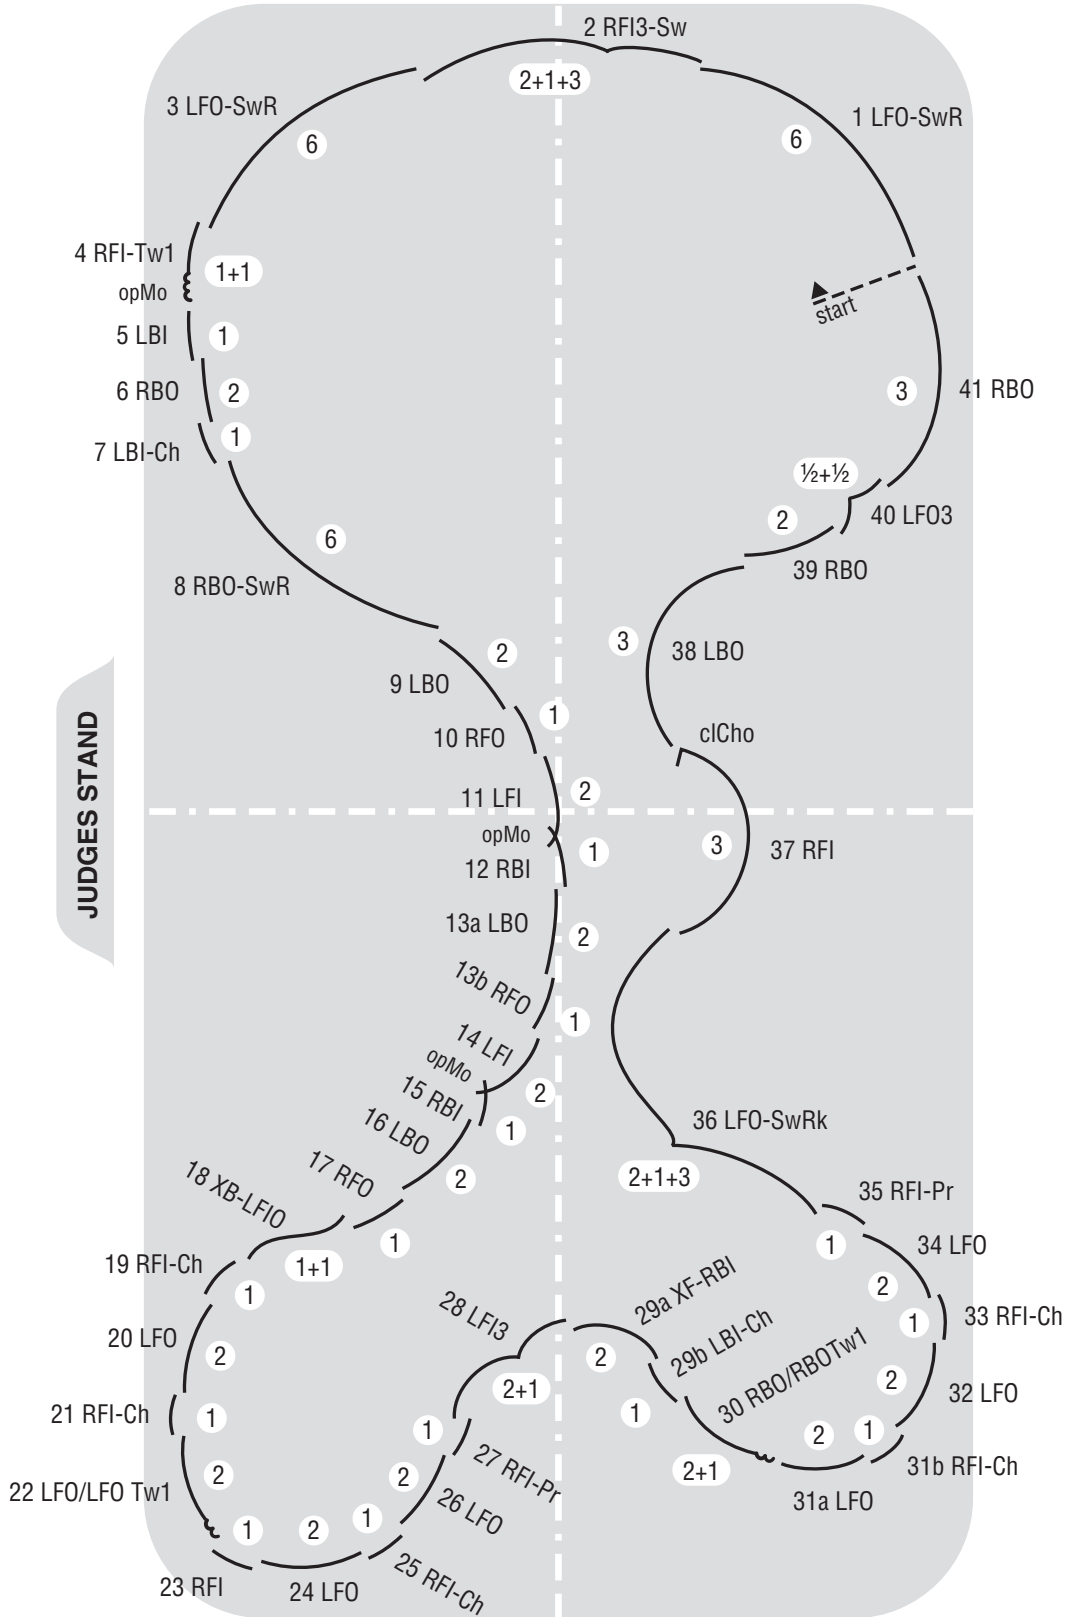 2 RFI3-Sw
2+1+3
3 LFO-SwR
6
1 LFO-SwR
6
4 RFI-Tw1
1+1
opMo
start
5 LBI
1
6 RBO
2
7 LBI-Ch
1
41 RBO
3
½+½
40 LFO3
2
39 RBO
8 RBO-SwR
6
9 LBO
2
3
38 LBO
10 RFO
1
clCho
JUDGES STAND
11 LFI
2
opMo
12 RBI
1
3
37 RFI
13a LBO
2
13b RFO
1
14 LFI
2
opMo
15 RBI
1
16 LBO
2
17 RFO
1
18 XB-LFIO
1+1
36 LFO-SwRk
2+1+3
35 RFI-Pr
1
34 LFO
2
19 RFI-Ch
1
20 LFO
2
21 RFI-Ch
1
22 LFO/LFO Tw1
2
23 RFI
1
24 LFO
2
25 RFI-Ch
1
26 LFO
2
27 RFI-Pr
1
28 LFI3
2+1
29a XF-RBI
2
29b LBI-Ch
1
30 RBO/RBOTw1
2+1
33 RFI-Ch
1
32 LFO
2
31b RFI-Ch
1
31a LFO
2